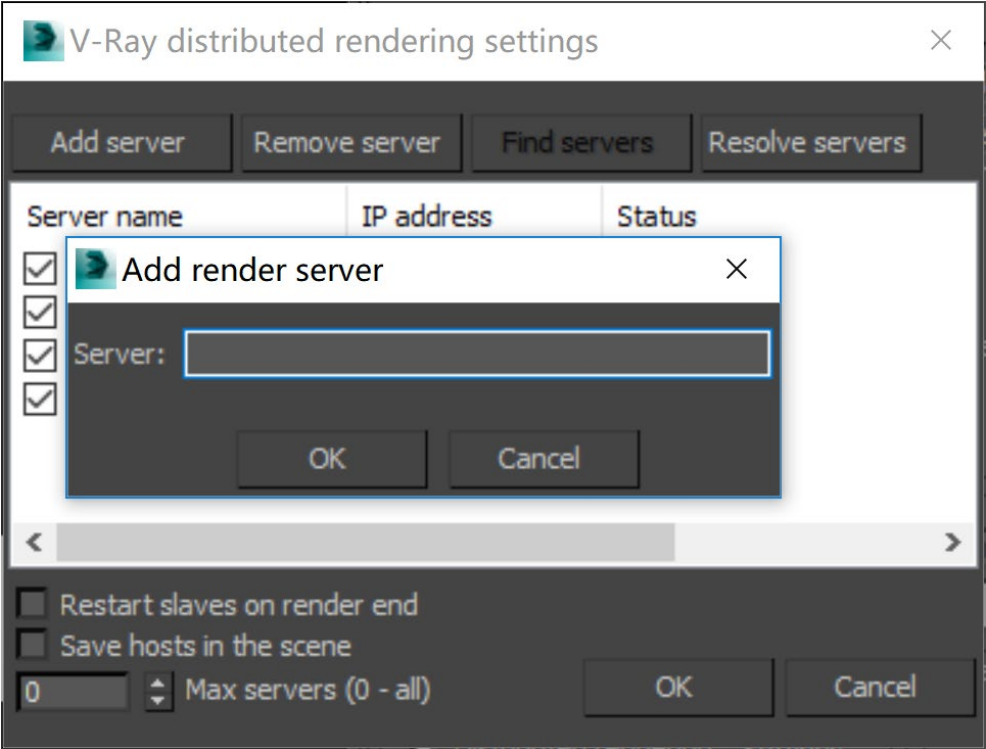 V-Ray distributed rendering settings
Add server Remove server Find servers Resolve servers
Server name IP address Status
Add render server
Server:
OK Cancel
Restart slaves on render end
Save hosts in the scene
0 Max servers (0 - all) OK Cancel